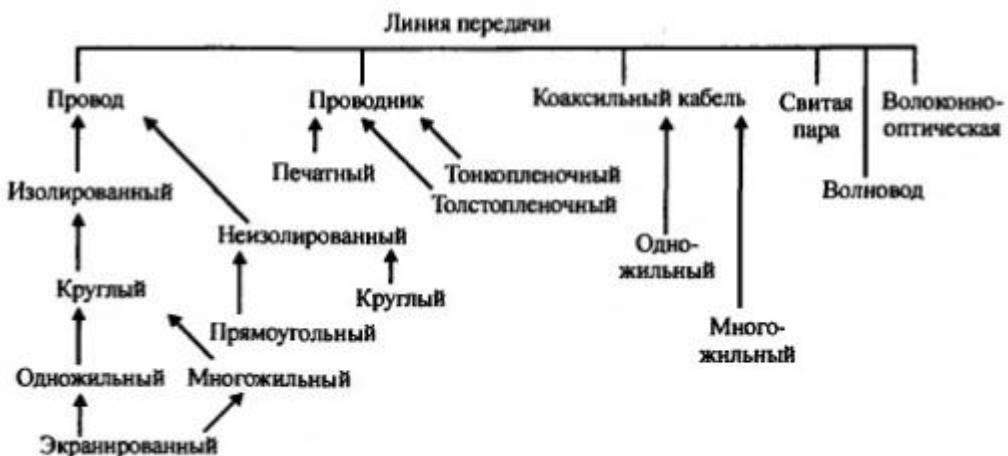 Линия передачи
Провод
Проводник
Коаксильный кабель
Свитая
пара
Волоконно-
оптическая
Печатный
Тонкопленочный
Толстопленочный
Волновод
Изолированный
Неизолированный
Одно-
жильный
Круглый
Круглый
Прямоугольный
Много-
жильный
Одножильный
Многожильный
Экранированный